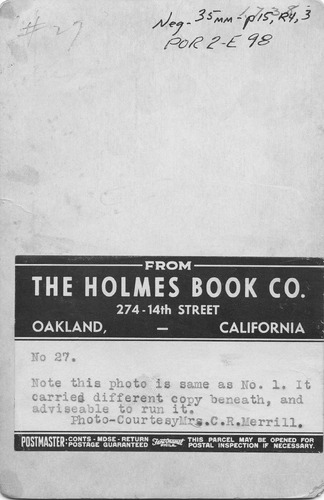 #27
Neg - 35mm - p15, R4, 3
POR 2-E 98
FROM
THE HOLMES BOOK CO.
274 - 14th STREET
OAKLAND, — CALIFORNIA
No 27.
Note this photo is same as No. 1. It
carried different copy beneath, and
adviseable to run it.
Photo-CourtesyMrs.C.R.Merrill.
POSTMASTER: CONTS - MDSE - RETURN POSTAGE GUARANTEED THIS PARCEL MAY BE OPENED FOR POSTAL INSPECTION IF NECESSARY.